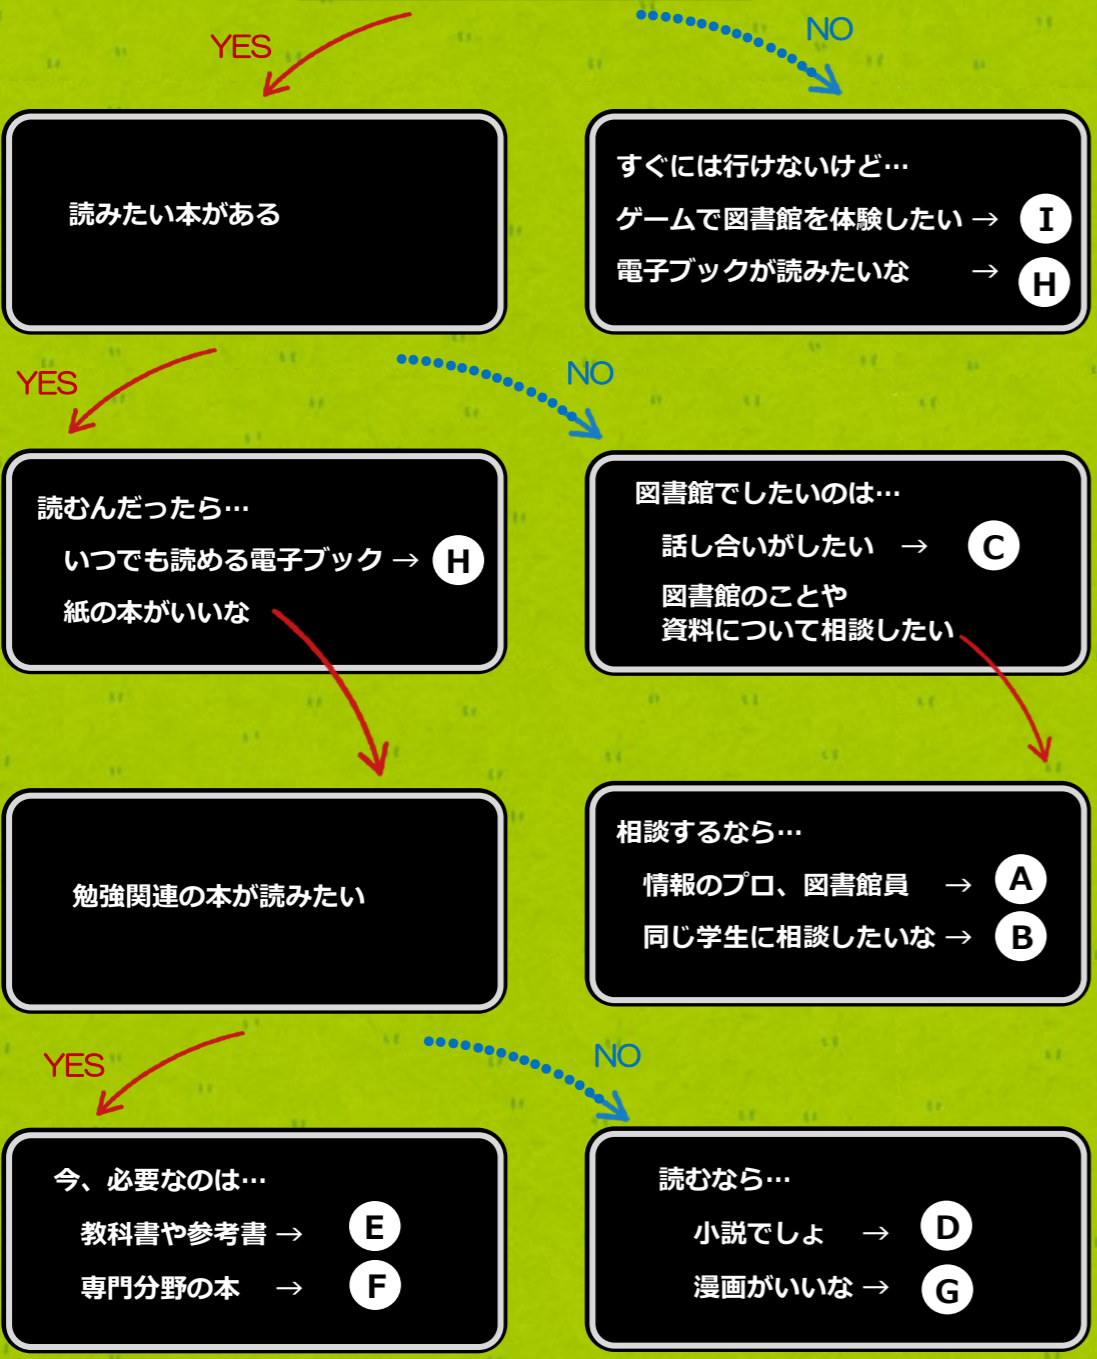 YES
NO
読みたい本がある
すぐには行けないけど…
ゲームで図書館を体験したい → I
電子ブックが読みたいな → H
YES
NO
読むんだったら…
いつでも読める電子ブック → H
紙の本がいいな
図書館でしたいのは…
話し合いがしたい → C
図書館のことや
資料について相談したい
勉強関連の本が読みたい
相談するなら…
情報のプロ、図書館員 → A
同じ学生に相談したいな → B
YES
NO
今、必要なのは…
教科書や参考書 → E
専門分野の本 → F
読むなら…
小説でしょ → D
漫画がいいな → G